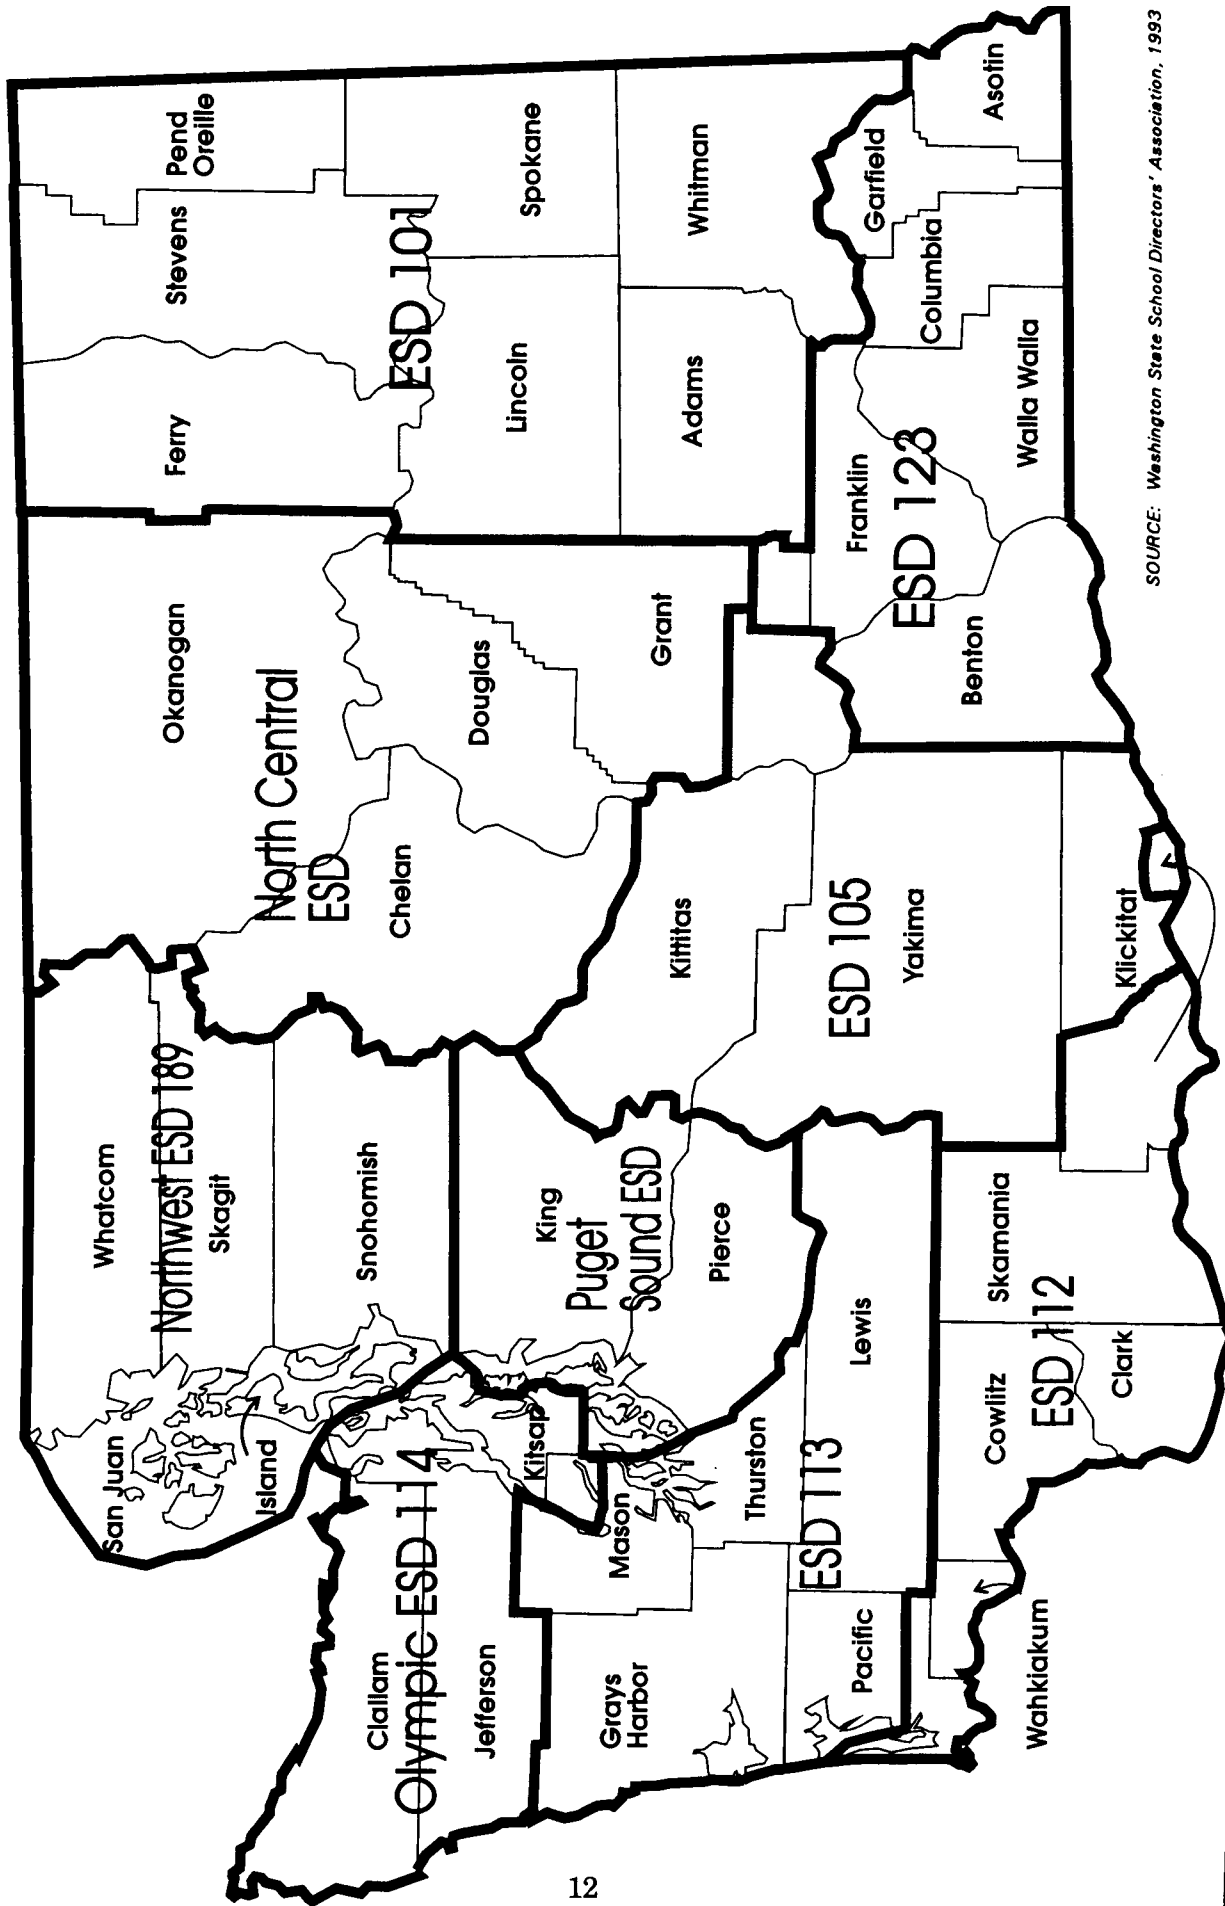 Whatcom
Okanogan
Ferry
Stevens
Pend
Oreille
San Juan
Northwest ESD 189
Skagit
Island
North Central
ESD
Snohomish
Chelan
ESD 101
Clallam
Olympic ESD 114
Jefferson
Kitsap
King
Puget
Sound ESD
Douglas
Lincoln
Spokane
Grays
Harbor
Mason
Pierce
Kittitas
Grant
Adams
Whitman
Thurston
ESD 113
Pacific
Lewis
ESD 105
Yakima
Franklin
ESD 123
Garfield
Columbia
Asotin
Benton
Walla Walla
Wahkiakum
Cowlitz
Skamania
ESD 112
Clark
Klickitat
SOURCE: Washington State School Directors' Association, 1993
12